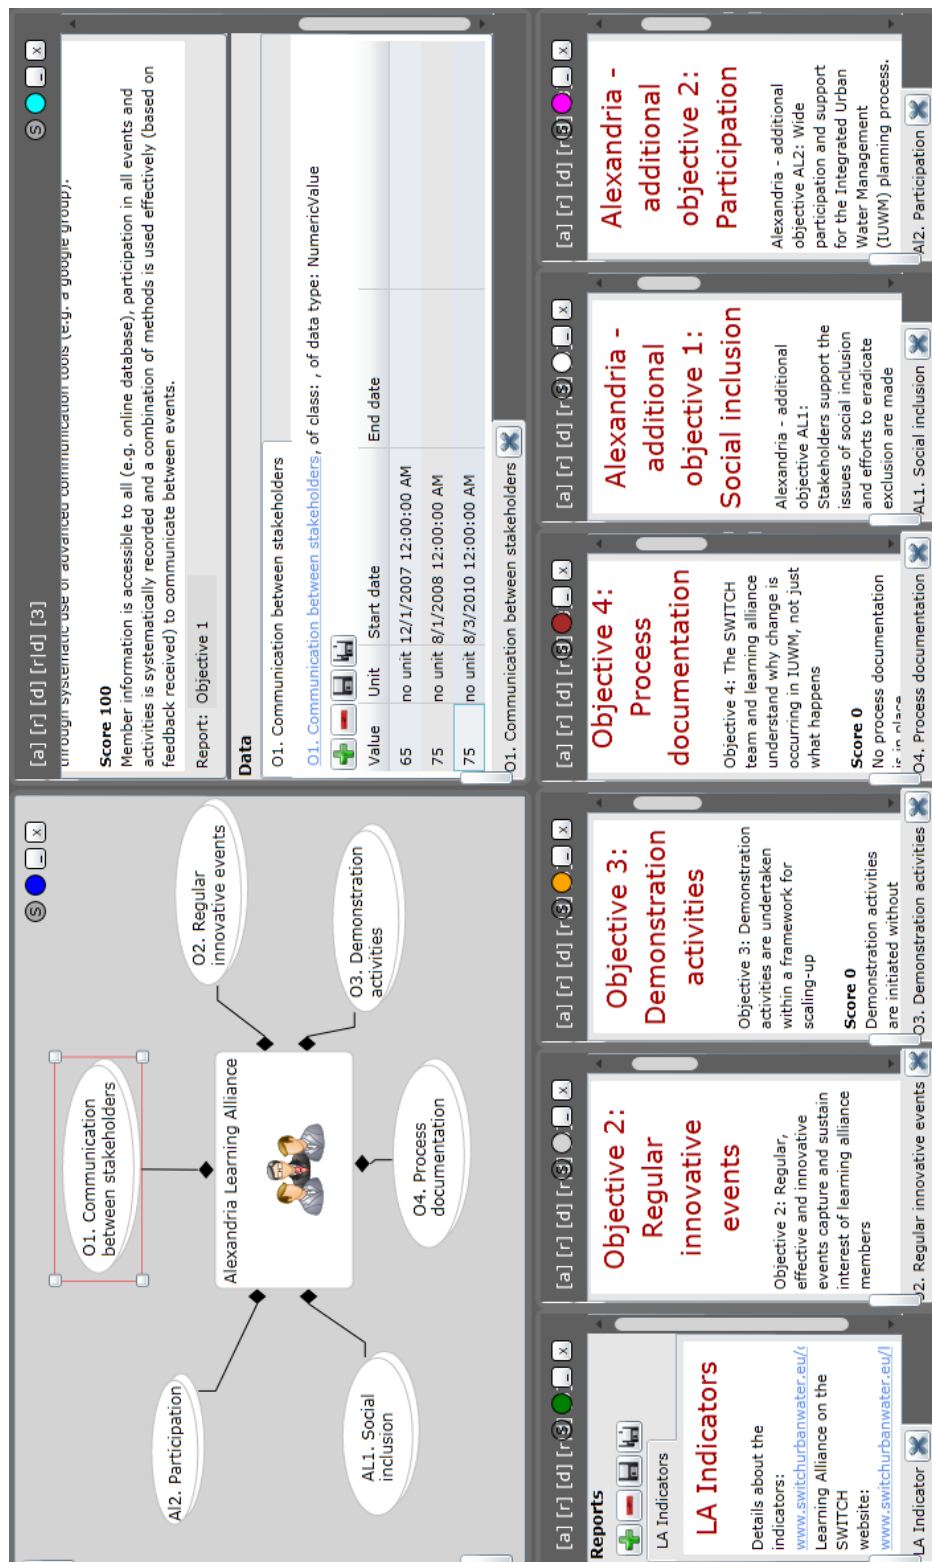 S _ x
O1. Communication
between stakeholders
Al2. Participation
O2. Regular
innovative events
Alexandria Learning Alliance
AL1. Social
inclusion
O3. Demonstration
activities
O4. Process
documentation
[a] [r] [d] [r|d] [3] S _ x
through systematic use of advanced communication tools (e.g. a google group).
Score 100
Member information is accessible to all (e.g. online database), participation in all events and
activities is systematically recorded and a combination of methods is used effectively (based on
feedback received) to communicate between events.
Report: Objective 1
Data
O1. Communication between stakeholders
O1. Communication between stakeholders, of class: , of data type: NumericValue
Value Unit Start date End date
65 no unit 12/1/2007 12:00:00 AM
75 no unit 8/1/2008 12:00:00 AM
75 no unit 8/3/2010 12:00:00 AM
O1. Communication between stakeholders
[a] [r] [d] [r S _ x
Reports
LA Indicators
LA Indicators
Details about the
indicators:
www.switchurbanwater.eu/
Learning Alliance on the
SWITCH
website:
www.switchurbanwater.eu/
LA Indicator
[a] [r] [d] [r S _ x
Objective 2:
Regular
innovative
events
Objective 2: Regular,
effective and innovative
events capture and sustain
interest of learning alliance
members
O2. Regular innovative events
[a] [r] [d] [r S _ x
Objective 3:
Demonstration
activities
Objective 3: Demonstration
activities are undertaken
within a framework for
scaling-up
Score 0
Demonstration activities
are initiated without
O3. Demonstration activities
[a] [r] [d] [r S _ x
Objective 4:
Process
documentation
Objective 4: The SWITCH
team and learning alliance
understand why change is
occurring in IUWM, not just
what happens
Score 0
No process documentation
is in place
O4. Process documentation
[a] [r] [d] [r S _ x
Alexandria -
additional
objective 1:
Social inclusion
Alexandria - additional
objective AL1:
Stakeholders support the
issues of social inclusion
and efforts to eradicate
exclusion are made
AL1. Social inclusion
[a] [r] [d] [r S _ x
Alexandria -
additional
objective 2:
Participation
Alexandria - additional
objective AL2: Wide
participation and support
for the Integrated Urban
Water Management
(IUWM) planning process.
Al2. Participation